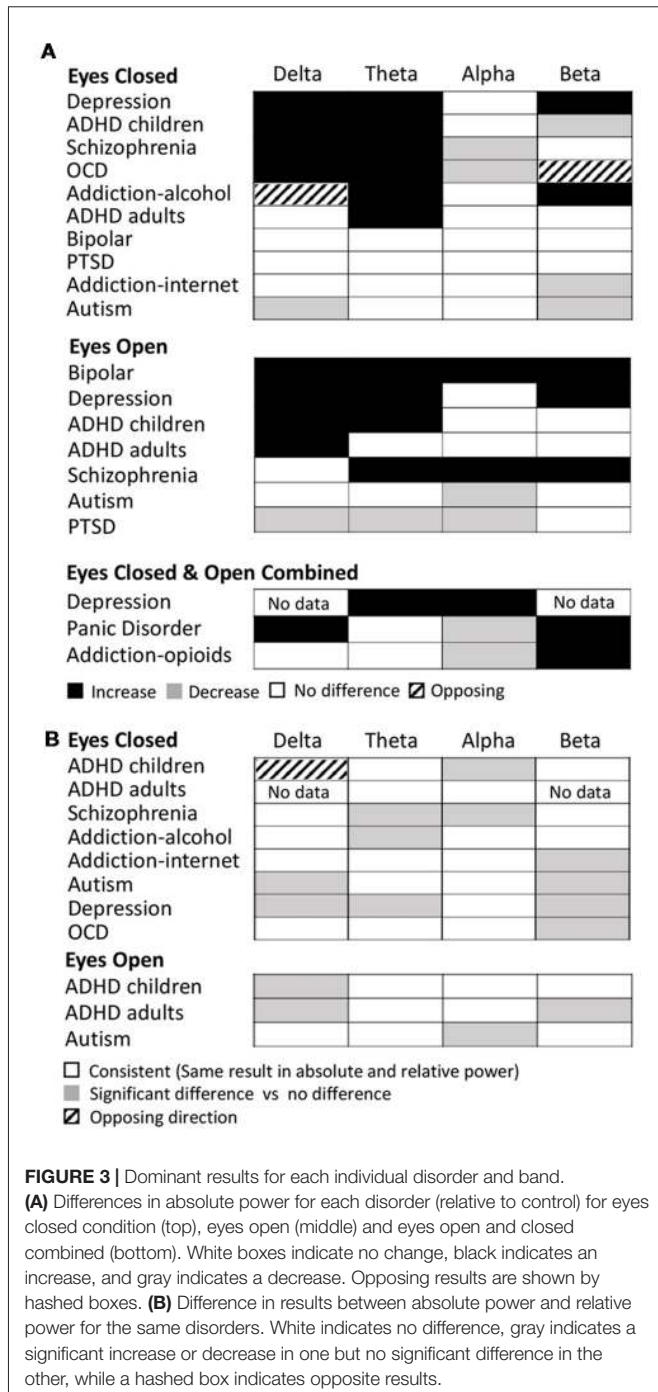 A
Eyes Closed Delta Theta Alpha Beta
Depression
ADHD children
Schizophrenia
OCD
Addiction-alcohol
ADHD adults
Bipolar
PTSD
Addiction-internet
Autism
Eyes Open
Bipolar
Depression
ADHD children
ADHD adults
Schizophrenia
Autism
PTSD
Eyes Closed & Open Combined
Depression No data No data
Panic Disorder
Addiction-opioids
Increase Decrease No difference Opposing
B Eyes Closed Delta Theta Alpha Beta
ADHD children
ADHD adults No data No data
Schizophrenia
Addiction-alcohol
Addiction-internet
Autism
Depression
OCD
Eyes Open
ADHD children
ADHD adults
Autism
Consistent (Same result in absolute and relative power)
Significant difference vs no difference
Opposing direction
FIGURE 3 | Dominant results for each individual disorder and band.
(A) Differences in absolute power for each disorder (relative to control) for eyes
closed condition (top), eyes open (middle) and eyes open and closed
combined (bottom). White boxes indicate no change, black indicates an
increase, and gray indicates a decrease. Opposing results are shown by
hashed boxes. (B) Difference in results between absolute power and relative
power for the same disorders. White indicates no difference, gray indicates a
significant increase or decrease in one but no significant difference in the
other, while a hashed box indicates opposite results.